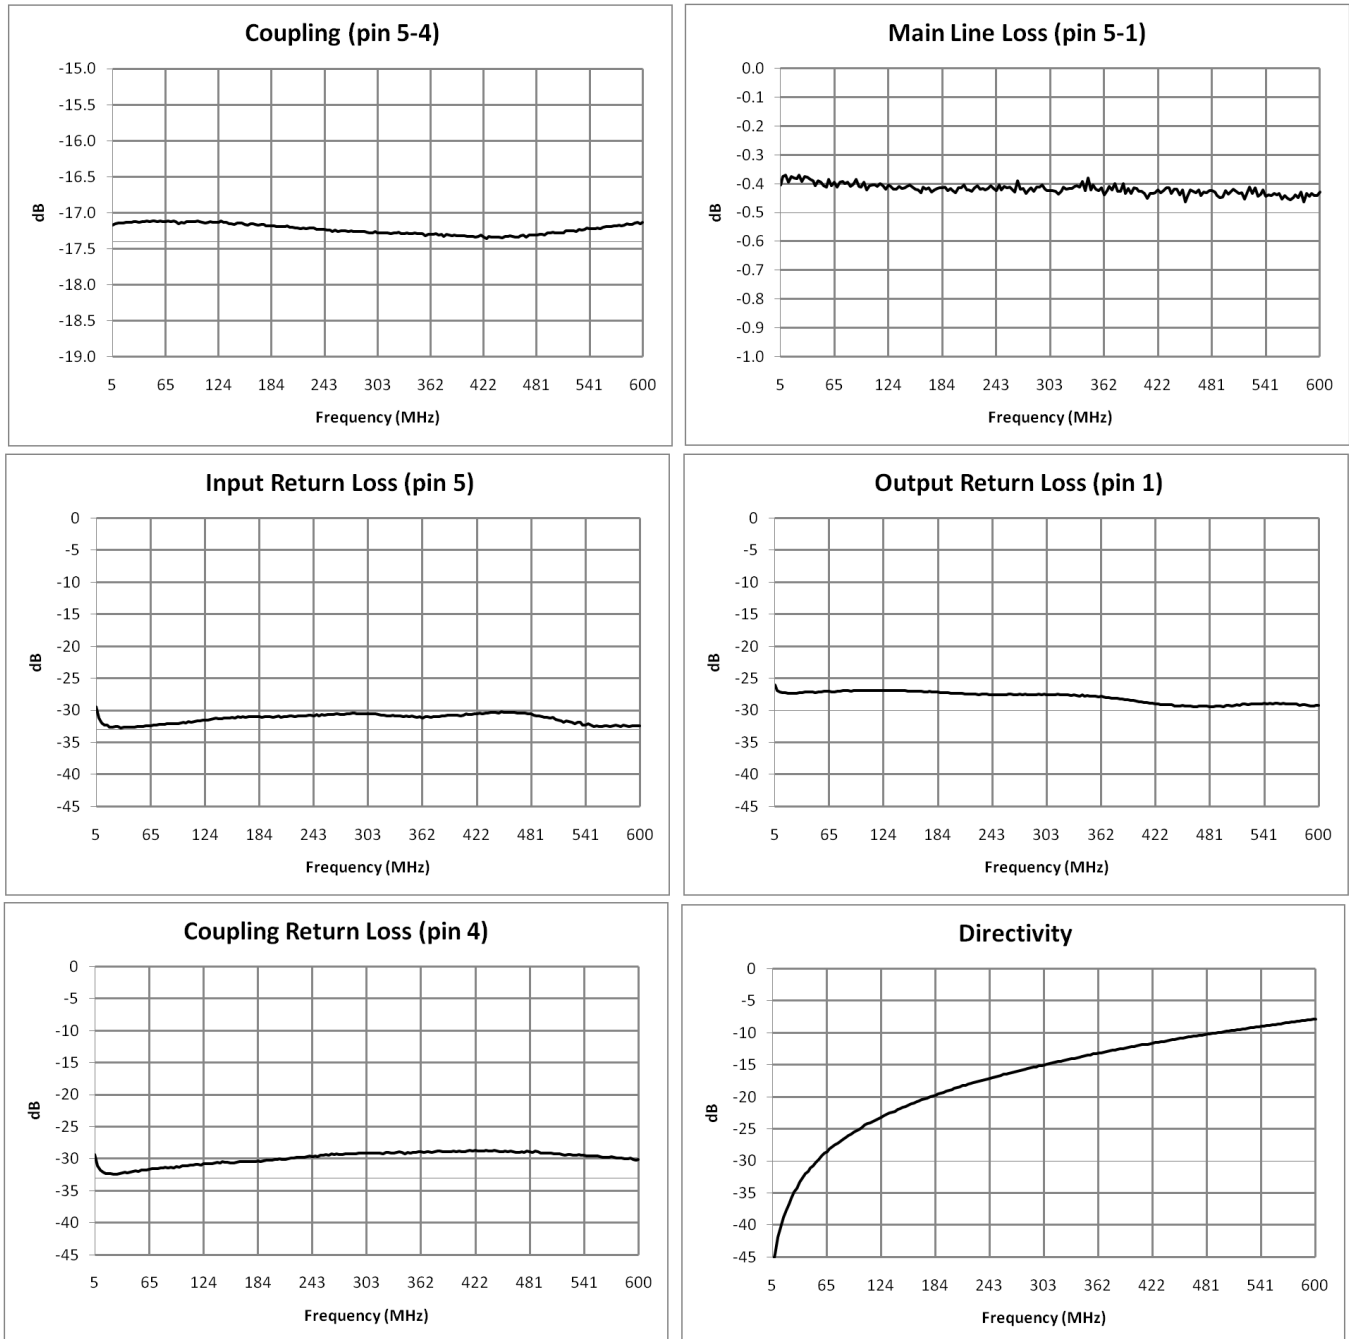 Coupling (pin 5-4)
-15.0
-15.5
-16.0
-16.5
-17.0
-17.5
-18.0
-18.5
-19.0
dB
5 65 124 184 243 303 362 422 481 541 600
Frequency (MHz)
Main Line Loss (pin 5-1)
0.0
-0.1
-0.2
-0.3
-0.4
-0.5
-0.6
-0.7
-0.8
-0.9
-1.0
dB
5 65 124 184 243 303 362 422 481 541 600
Frequency (MHz)
Input Return Loss (pin 5)
0
-5
-10
-15
-20
-25
-30
-35
-40
-45
dB
5 65 124 184 243 303 362 422 481 541 600
Frequency (MHz)
Output Return Loss (pin 1)
0
-5
-10
-15
-20
-25
-30
-35
-40
-45
dB
5 65 124 184 243 303 362 422 481 541 600
Frequency (MHz)
Coupling Return Loss (pin 4)
0
-5
-10
-15
-20
-25
-30
-35
-40
-45
dB
5 65 124 184 243 303 362 422 481 541 600
Frequency (MHz)
Directivity
0
-5
-10
-15
-20
-25
-30
-35
-40
-45
dB
5 65 124 184 243 303 362 422 481 541 600
Frequency (MHz)